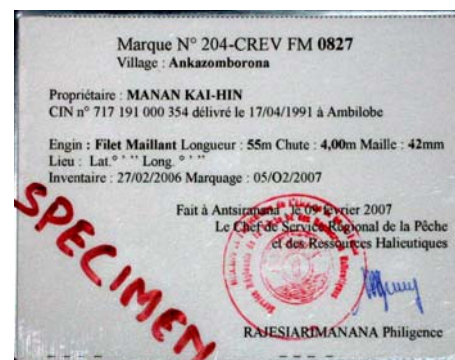 Marque N° 204-CREV FM 0827
Village : Ankazomborona
Propriétaire : MANAN KAI-HIN
CIN n° 717 191 000 354 délivré le 17/04/1991 à Ambilobe
Engin : Filet Maillant Longueur : 55m Chute : 4,00m Maille : 42mm
Lieu : Lat.° ' '' Long. ° ' ''
Inventaire : 27/02/2006 Marquage : 05/O2/2007
Fait à Antsiranana , le 09 février 2007
Le Chef de Service Régional de la Pêche
et des Ressources Halieutiques
SPECIMEN
RAJESIARIMANANA Philigence